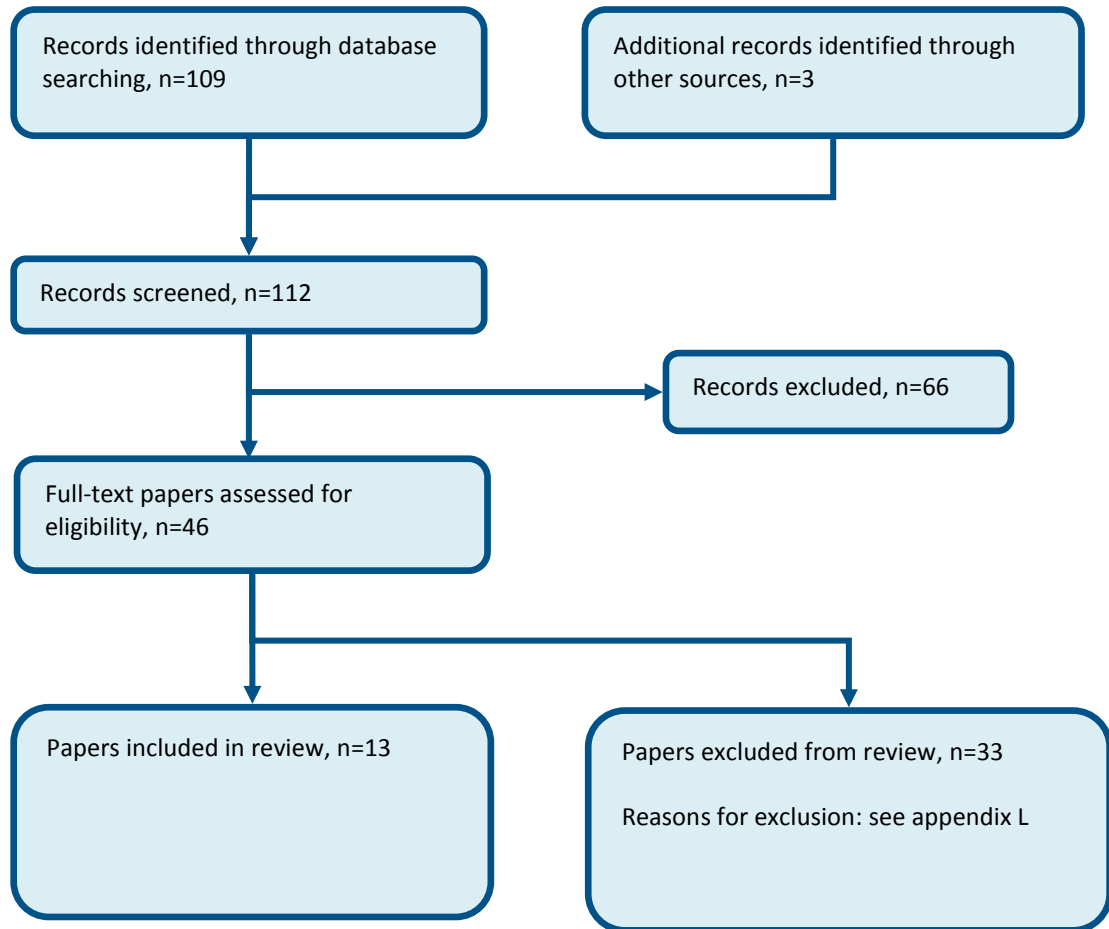 Records identified through database
searching, n=109
Additional records identified through
other sources, n=3
Records screened, n=112
Records excluded, n=66
Full-text papers assessed for
eligibility, n=46
Papers included in review, n=13
Papers excluded from review, n=33
Reasons for exclusion: see appendix L